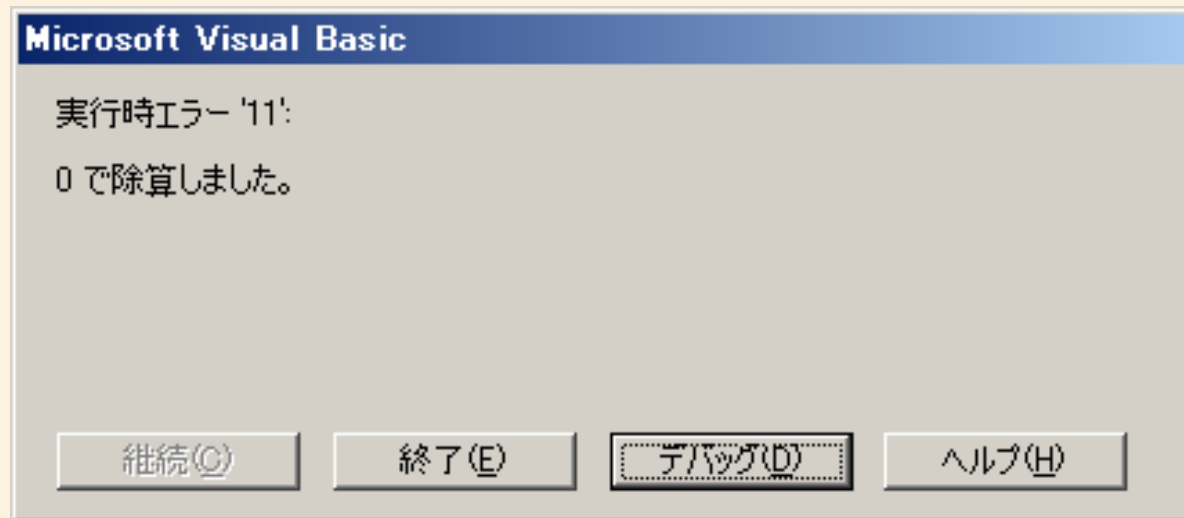 Microsoft Visual Basic
実行時エラー '11':
0 で除算しました。
継続(C) 終了(E) デバッグ(D) ヘルプ(H)